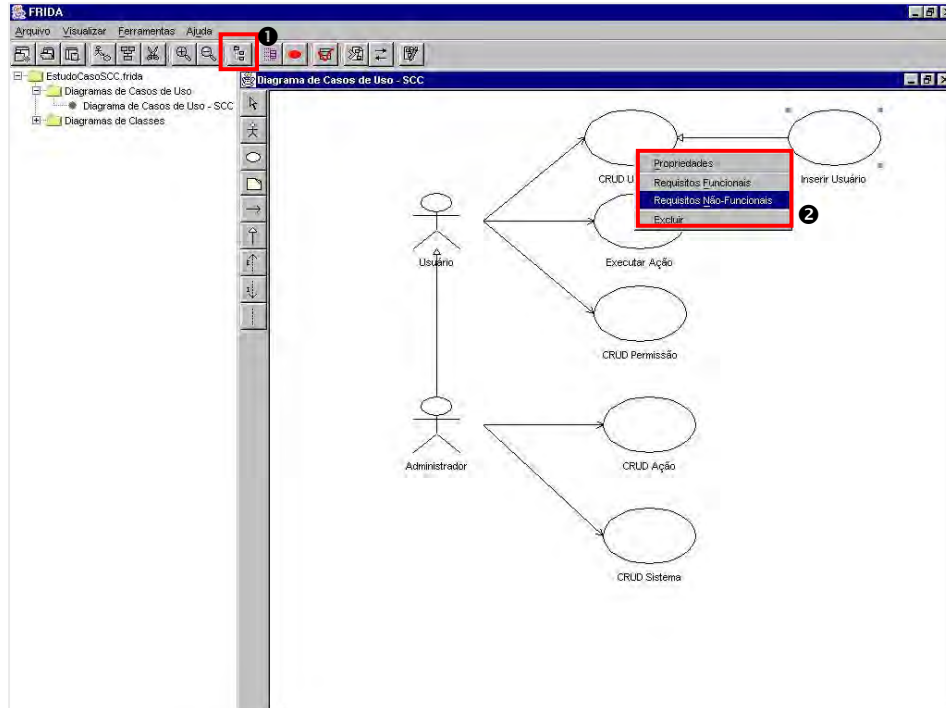 FRIDA
Arquivo Visualizar Ferramentas Ajuda
❶
EstudoCasoSCC.frida
Diagramas de Casos de Uso
Diagrama de Casos de Uso - SCC
Diagramas de Classes
Diagrama de Casos de Uso - SCC
CRUD U
Inserir Usuário
Propriedades
Requisitos Funcionais
Requisitos Não-Funcionais
Excluir
❷
Usuário
Executar Ação
CRUD Permissão
Administrador
CRUD Ação
CRUD Sistema